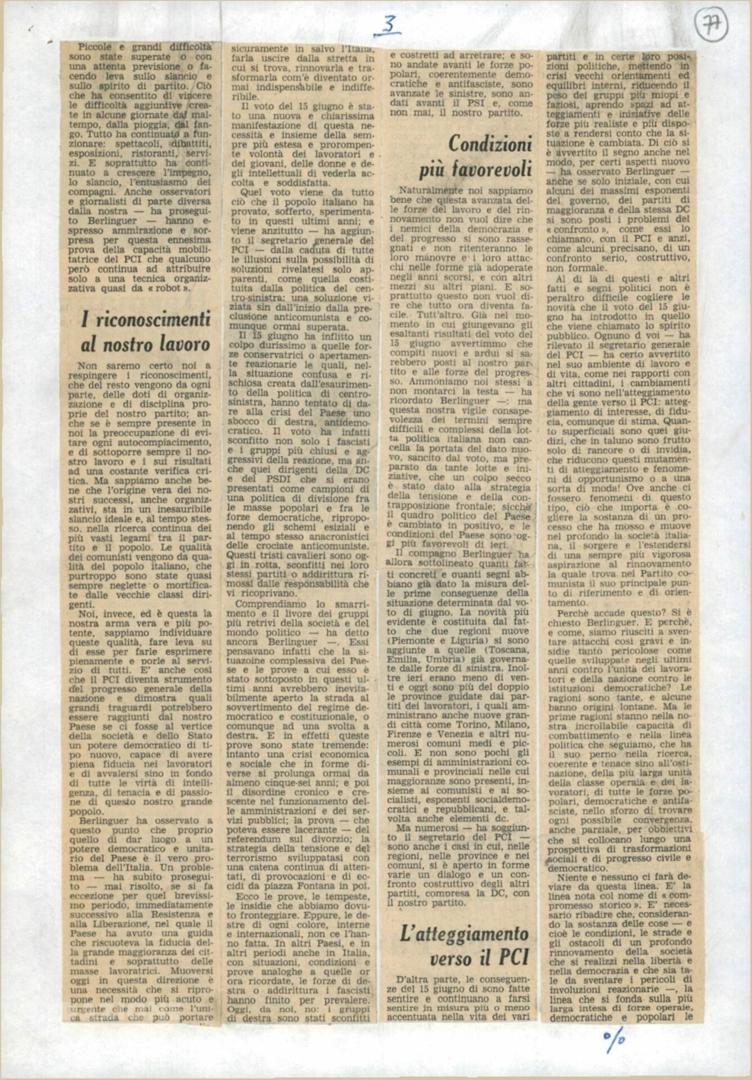 3
77
Piccole e grandi difficoltà
sono state superate o con
una attenta previsione o fa-
cendo leva sullo slancio e
sullo spirito di partito. Ciò
che ha consentito di vincere
le difficoltà aggiuntive crea-
te in alcune giornate dal mal-
tempo, dalla pioggia, dal fan-
go. Tutto ha continuato a fun-
zionare: spettacoli, dibattiti,
esposizioni, ristoranti, servi-
zi. E soprattutto ha conti-
nuato a crescere l'impegno,
lo slancio, l'entusiasmo dei
compagni. Anche osservatori
e giornalisti di parte diversa
dalla nostra — ha prosegui-
to Berlinguer — hanno e-
spresso ammirazione e sor-
presa per questa ennesima
prova della capacità mobili-
tatrice del PCI che qualcuno
però continua ad attribuire
solo a una tecnica organiz-
zativa quasi da « robot ».
I riconoscimenti
al nostro lavoro
Non saremo certo noi a
respingere i riconoscimenti,
che del resto vengono da ogni
parte, delle doti di organiz-
zazione e di disciplina pro-
prie del nostro partito; an-
che se è sempre presente in
noi la preoccupazione di evi-
tare ogni autocompiacimento,
e di sottoporre sempre il no-
stro lavoro e i sui risultati
ad una costante verifica cri-
tica. Ma sappiamo anche be-
ne che l'origine vera dei no-
stri successi, anche organiz-
zativi, sta in un inesauribile
slancio ideale e, al tempo stes-
so, nella ricerca continua dei
più vasti legami tra il par-
tito e il popolo. Le qualità
dei comunisti vengono da qua-
lità del popolo italiano, che
purtroppo sono state quasi
sempre neglette o mortifica-
te dalle vecchie classi diri-
genti.
Noi, invece, ed è questa la
nostra arma vera e più po-
tente, sappiamo individuare
queste qualità, fare leva su
di esse per farle esprimere
pienamente e porle al servi-
zio di tutti. E' anche così
che il PCI diventa strumento
del progresso generale della
nazione e dimostra quali
grandi traguardi potrebbero
essere raggiunti dal nostro
Paese se ci fosse al vertice
della società e dello Stato
un potere democratico di ti-
po nuovo, capace di avere
piena fiducia nei lavoratori
e di avvalersi sino in fondo
di tutte le virtù di intelli-
genza, di tenacia e di passio-
ne di questo nostro grande
popolo.
Berlinguer ha osservato a
questo punto che proprio
quello di dar luogo a un
potere democratico e unita-
rio del Paese è il vero pro-
blema dell'Italia. Un proble-
ma — ha subito prosegui-
to — mai risolto, se si fa
eccezione per quel brevissi-
mo periodo, immediatamente
successivo alla Resistenza e
alla Liberazione, nel quale il
Paese ha avuto una guida
che riscuoteva la fiducia del-
la grande maggioranza dei cit-
tadini e soprattutto delle
masse lavoratrici. Muoversi
oggi in questa direzione è
una necessità che si ripro-
pone nel modo più acuto e
urgente che mai come l'uni-
ca strada che può portare
sicuramente in salvo l'Italia,
farla uscire dalla stretta in
cui si trova, rinnovarla e tra-
sformarla com'è diventato or-
mai indispensabile e indiffe-
ribile.
Il voto del 15 giugno è sta-
to una nuova e chiarissima
manifestazione di questa ne-
cessità e insieme della sem-
pre più estesa e prorompen-
te volontà dei lavoratori e
dei giovani, delle donne e de-
gli intellettuali di vederla ac-
colta e soddisfatta.
Quel voto viene da tutto
ciò che il popolo italiano ha
provato, sofferto, sperimenta-
to in questi ultimi anni; e
viene anzitutto — ha aggiun-
to il segretario generale del
PCI — dalla caduta di tutte
le illusioni sulla possibilità di
soluzioni rivelatesi solo ap-
parenti, come quella costi-
tuita dalla politica del cen-
tro-sinistra: una soluzione vi-
ziata sin dall'inizio dalla pre-
clusione anticomunista e co-
munque ormai superata.
Il 15 giugno ha inflitto un
colpo durissimo a quelle for-
ze conservatrici o apertamen-
te reazionarie le quali, nel-
la situazione confusa e ri-
schiosa creata dall'esaurimen-
to della politica di centro-
sinistra, hanno tentato di da-
re alla crisi del Paese uno
sbocco di destra, antidemo-
cratico. Il voto ha infatti
sconfitto non solo i fascisti
e i gruppi più chiusi e ag-
gressivi della reazione, ma an-
che quei dirigenti della DC
e del PSDI che si erano
presentati come campioni di
una politica di divisione fra
le masse popolari e fra le
forze democratiche, ripropo-
nendo gli schemi esiziali e
al tempo stesso anacronistici
delle crociate anticomuniste.
Questi tristi cavalieri sono og-
gi in rotta, sconfitti nei loro
stessi partiti o addirittura ri-
mossi dalle responsabilità che
vi ricoprivano.
Comprendiamo lo smarri-
mento e il livore dei gruppi
più retrivi della società e del
mondo politico — ha detto
ancora Berlinguer —. Essi
pensavano infatti che la si-
tuazoine complessiva del Pae-
se e le prove a cui esso è
stato sottoposto in questi ul-
timi anni avrebbero inevita-
bilmente aperto la strada al
sovvertimento del regime de-
mocratico e costituzionale, o
comunque ad una svolta a
destra. E in effetti queste
prove sono state tremende:
intanto una crisi economica
e sociale che in forme di-
verse si prolunga ormai da
almeno cinque-sei anni; e poi
il disordine cronico e cre-
scente nel funzionamento del-
le amministrazioni e dei ser-
vizi pubblici; la prova — che
poteva essere lacerante — del
referendum sul divorzio; la
strategia della tensione e del
terrorismo sviluppatasi con
una catena continua di atten-
tati, di provocazioni e di ec-
cidi da piazza Fontana in poi.
Ecco le prove, le tempeste,
le insidie che abbiamo dovu-
to fronteggiare. Eppure, le de-
stre di ogni colore, interne
e internazionali, non ce l'han-
no fatta. In altri Paesi, e in
altri periodi anche in Italia,
con situazioni, condizioni e
prove analoghe a quelle or
ora ricordate, le forze di de-
stra o addirittura i fascisti
hanno finito per prevalere.
Oggi, da noi, no: i gruppi
di destra sono stati sconfitti
e costretti ad arretrare; e so-
no andate avanti le forze po-
polari, coerentemente demo-
cratiche e antifasciste, sono
avanzate le sinistre, sono an-
dati avanti il PSI e, come
non mai, il nostro partito.
Condizioni
più favorevoli
Naturalmente noi sappiamo
bene che questa avanzata del-
le forze del lavoro e del rin-
novamento non vuol dire che
i nemici della democrazia e
del progresso si sono rasse-
gnati e non ritenteranno le
loro manovre e i loro attac-
chi nelle forme già adoperate
negli anni scorsi, e con altri
mezzi su altri piani. E so-
prattutto questo non vuol di-
re che tutto ora diventa fa-
cile. Tutt'altro. Già nel mo-
mento in cui giungevano gli
esaltanti risultati del voto del
15 giugno avvertimmo che
compiti nuovi e ardui si sa-
rebbero posti al nostro par-
tito e alle forze del progres-
so. Ammonimmo noi stessi a
non montarci la testa — ha
ricordato Berlinguer —; ma
questa nostra vigile consape-
volezza dei termini sempre
difficili e complessi della lot-
ta politica italiana non can-
cella la portata del dato nuo-
vo, sancito dal voto, ma pre-
parato da tante lotte e ini-
ziative, che un colpo secco
è stato dato alla strategia
della tensione e della con-
trapposizione frontale; sicché
il quadro politico del Paese
è cambiato in positivo, e le
condizioni del Paese sono og-
gi più favorevoli di ieri.
Il compagno Berlinguer ha
allora sottolineato quanti fat-
ti concreti e quanti segni ab-
biano già dato la misura del-
le prime conseguenze della
situazione determinata dal vo-
to di giugno. La novità più
evidente è costituita dal fat-
to che due regioni nuove
(Piemonte e Liguria) si sono
aggiunte a quelle (Toscana,
Emilia, Umbria) già governa-
te dalle forze di sinistra. Inol-
tre ieri erano meno di ven-
ti e oggi sono più del doppio
le province guidate dai par-
titi dei lavoratori, i quali am-
ministrano anche nuove gran-
di città come Torino, Milano,
Firenze e Venezia e altri nu-
merosi comuni medi e pic-
coli. E non sono pochi gli
esempi di amministrazioni co-
munali e provinciali nelle cui
maggioranze sono presenti, in-
sieme ai comunisti e ai so-
cialisti, esponenti socialdemo-
cratici e repubblicani, e tal-
volta anche elementi dc.
Ma numerosi — ha soggiun-
to il segretario del PCI —
sono anche i casi in cui, nelle
regioni, nelle province e nei
comuni, si è aperto in forme
varie un dialogo e un con-
fronto costruttivo degli altri
partiti, compresa la DC, con
il nostro partito.
L'atteggiamento
verso il PCI
D'altra parte, le conseguen-
ze del 15 giugno di sono fatte
sentire e continuano a farsi
sentire in misura più o meno
accentuata nella vita dei vari
partiti e in certe loro posi-
zioni politiche, mettendo in
crisi vecchi orientamenti ed
equilibri interni, riducendo il
peso dei gruppi più miopi e
faziosi, aprendo spazi ad at-
teggiamenti e iniziative delle
forze più realiste e più dispo-
ste a rendersi conto che la si-
tuazione è cambiata. Di ciò si
è avvertito il segno anche nel
modo, per certi aspetti nuovo
— ha osservato Berlinguer —
anche se solo iniziale, con cui
alcuni dei massimi esponenti
del governo, dei partiti di
maggioranza e della stessa DC
si sono posti i problemi del
« confronto », come essi lo
chiamano, con il PCI e anzi,
come alcuni precisano, di un
confronto serio, costruttivo,
non formale.
Al di là di questi e altri
fatti e segni politici non è
peraltro difficile cogliere le
novità che il voto del 15 giu-
gno ha introdotto in quello
che viene chiamato lo spirito
pubblico. Ognuno d voi — ha
rilevato il segretario generale
del PCI — ha certo avvertito
nel suo ambiente di lavoro e
di vita, come nei rapporti con
altri cittadini, i cambiamenti
che vi sono nell'atteggiamento
della gente verso il PCI: atteg-
giamento di interesse, di fidu-
cia, comunque di stima. Quan-
to superficiali sono quei giu-
dizi, che in taluno sono frutto
solo di rancore o di invidia,
che riducono questi mutamen-
ti di atteggiamento e fenome-
ni di opportunismo o a una
sorta di moda! Ove anche ci
fossero fenomeni di questo
tipo, ciò che importa è co-
gliere la sostanza di un pro-
cesso che ha mosso e muove
nel profondo la società italia-
na, il sorgere e l'estendersi
di una sempre più vigorosa
aspirazione al rinnovamento
la quale trova nel Partito co-
munista il suo principale pun-
to di riferimento e di orien-
tamento.
Perché accade questo? Si è
chiesto Berlinguer. E perché,
e come, siamo riusciti a sven-
tare attacchi così gravi e in-
sidie tanto pericolose come
quelle sviluppate negli ultimi
anni contro l'unità dei lavora-
tori e della nazione contro le
istituzioni democratiche? Le
ragioni sono tante, e alcune
hanno origini lontane. Ma le
prime ragioni stanno nella no-
stra incrollabile capacità di
combattimento e nella linea
politica che seguiamo, che ha
il suo perno nella ricerca,
coerente e tenace sino all'osti-
nazione, della più larga unità
della classe operaia e dei la-
voratori, di tutte le forze po-
polari, democratiche e antifa-
sciste, nello sforzo di trovare
ogni possibile convergenza,
anche parziale, per obbiettivi
che si collocano lungo una
prospettiva di trasformazioni
sociali e di progresso civile e
democratico.
Niente e nessuno ci farà de-
viare da questa linea. E' la
linea nota col nome di « com-
promesso storico ». E' neces-
sario ribadire che, consideran-
do la sostanza delle cose — e
cioè le condizioni, le strade e
gli ostacoli di un profondo
rinnovamento della società
che si realizzi nella libertà e
nella democrazia e che sia ta-
le da sventare i pericoli di
involuzioni reazionarie —, la
linea che si fonda sulla più
larga intesa di forze operaie,
democratiche e popolari le
%